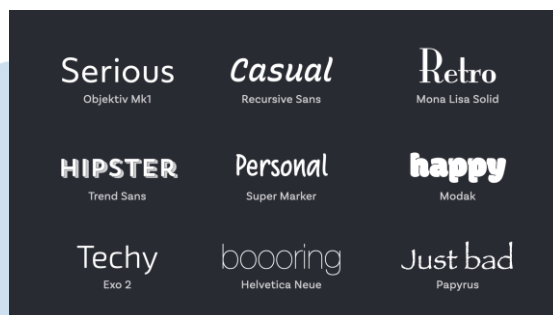 Serious Casual Retro
Objektiv Mk1 Recursive Sans Mona Lisa Solid
HIPSTER Personal happy
Trend Sans Super Marker Modak
Techy boooring Just bad
Exo 2 Helvetica Neue Papyrus